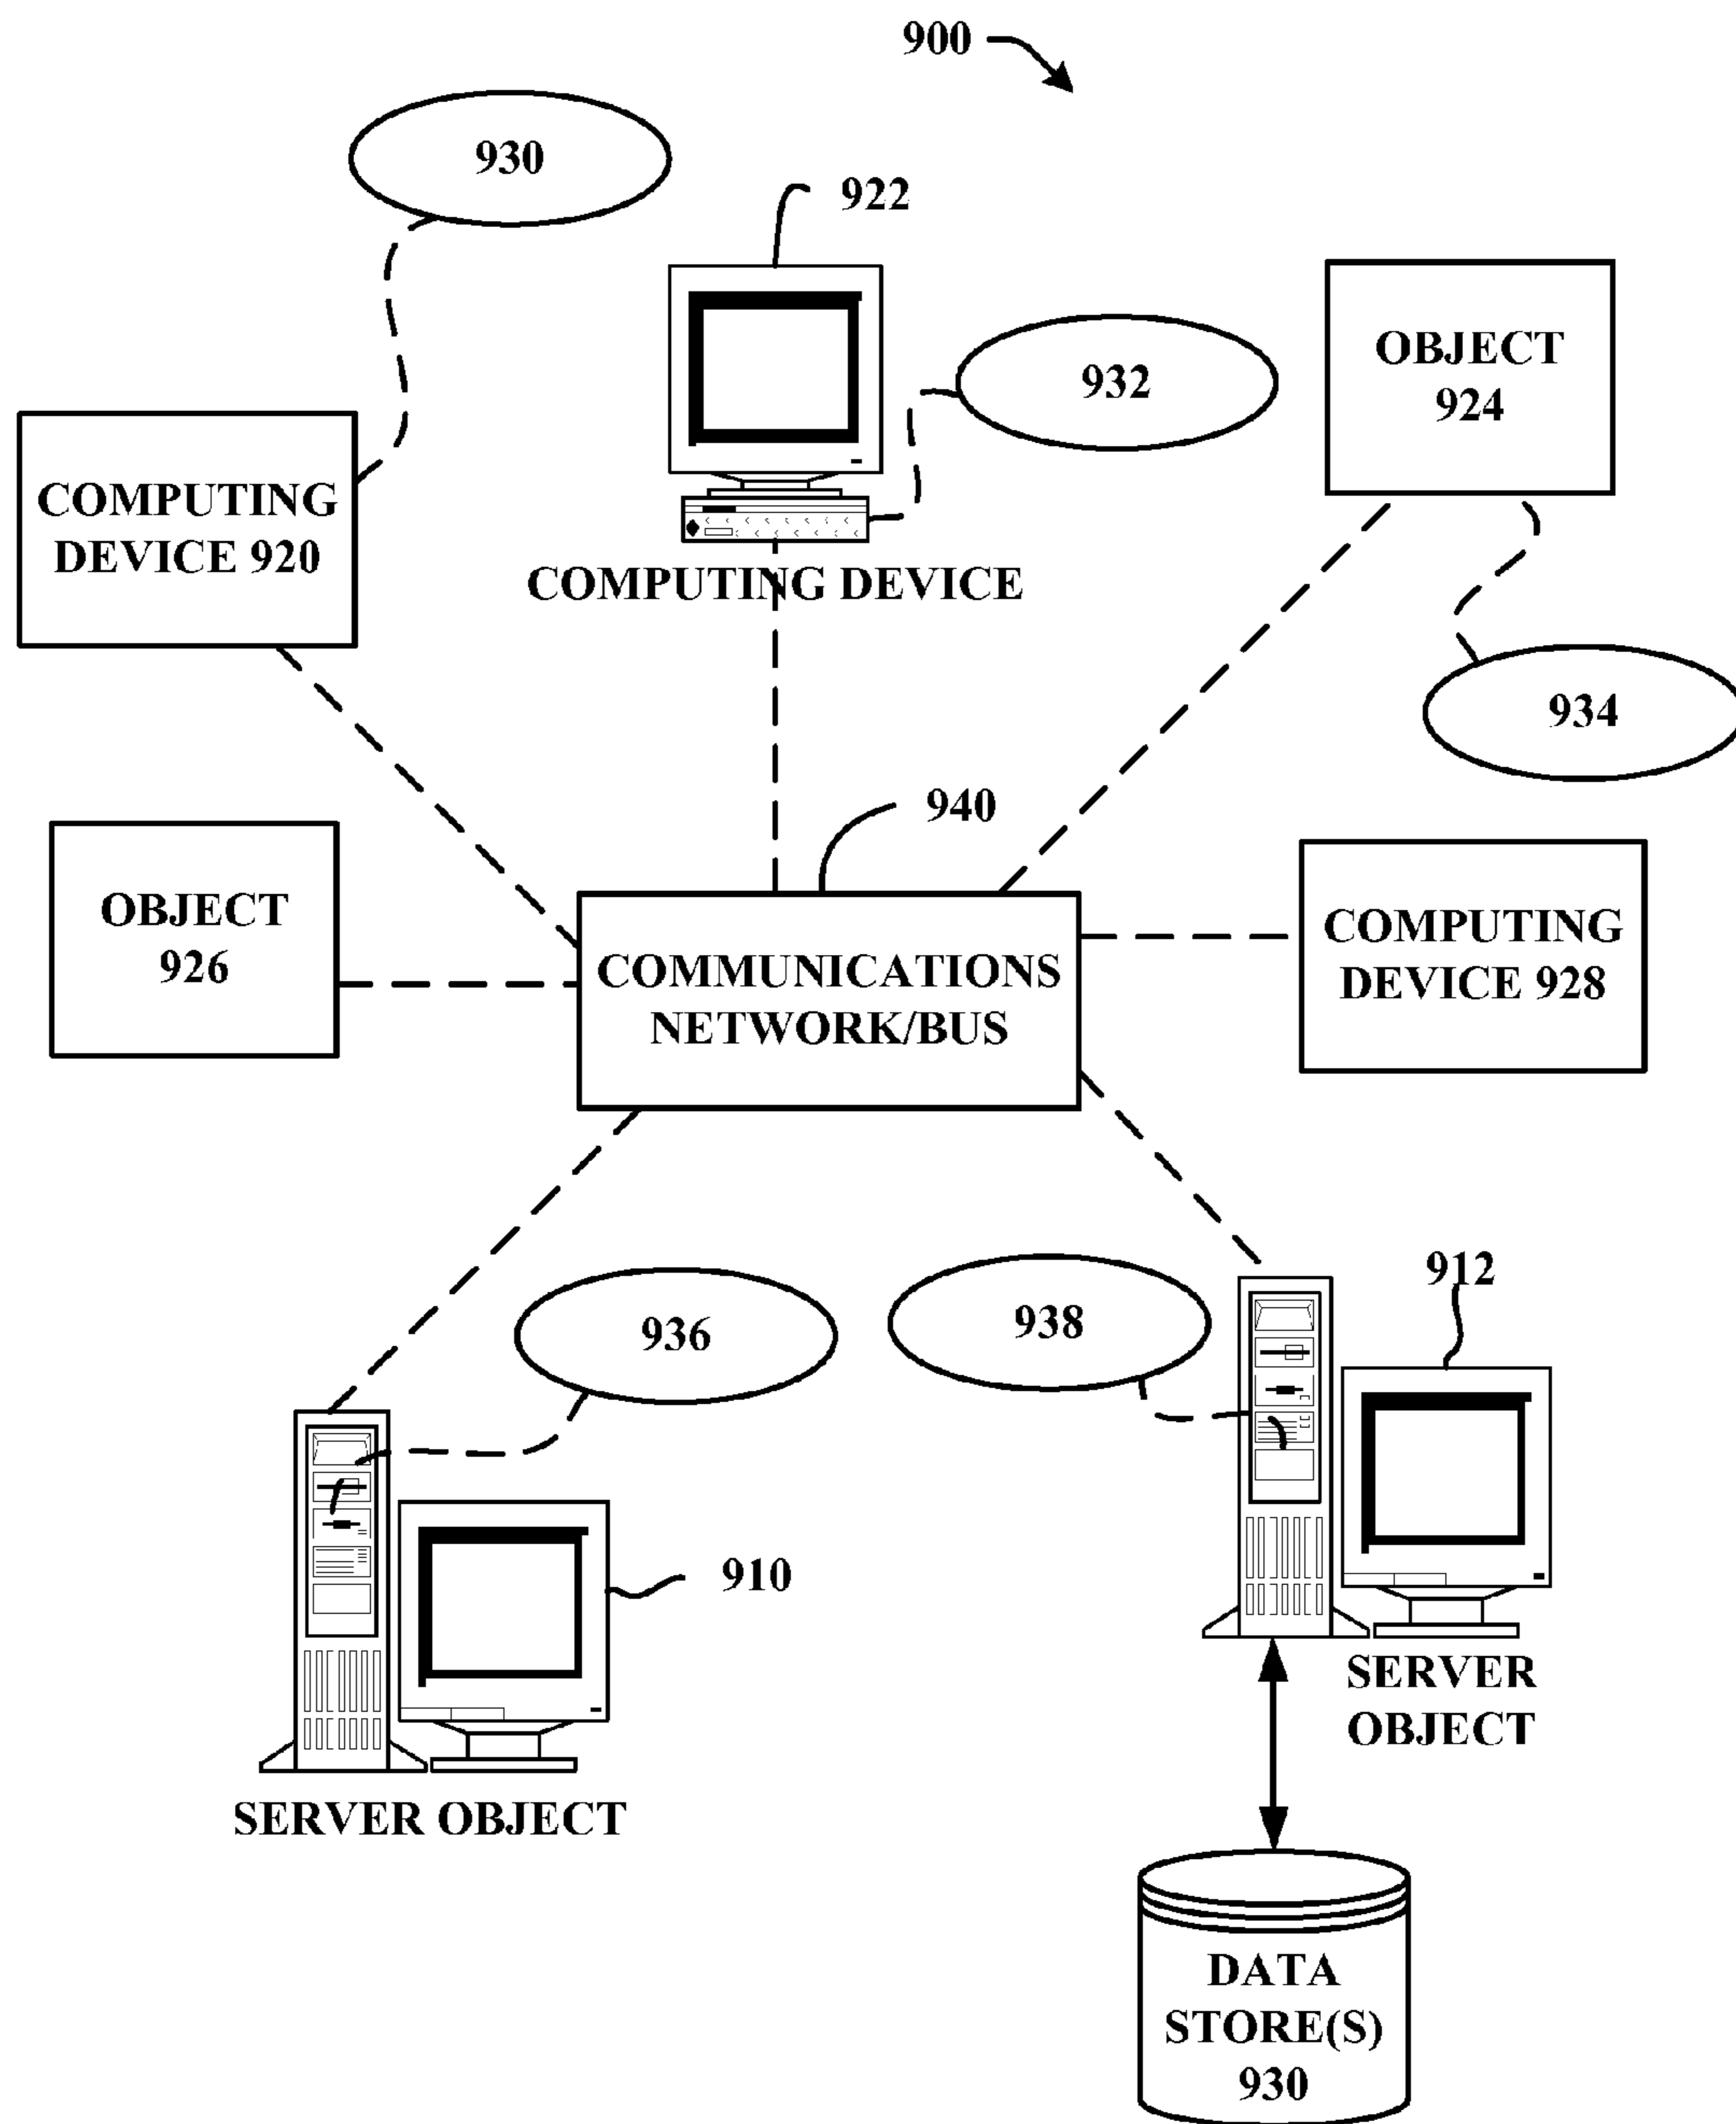 900
930
922
932
OBJECT
924
COMPUTING
DEVICE 920
COMPUTING DEVICE
934
940
OBJECT
926
COMMUNICATIONS
NETWORK/BUS
COMPUTING
DEVICE 928
936
938
912
910
SERVER
OBJECT
SERVER OBJECT
DATA
STORE(S)
930